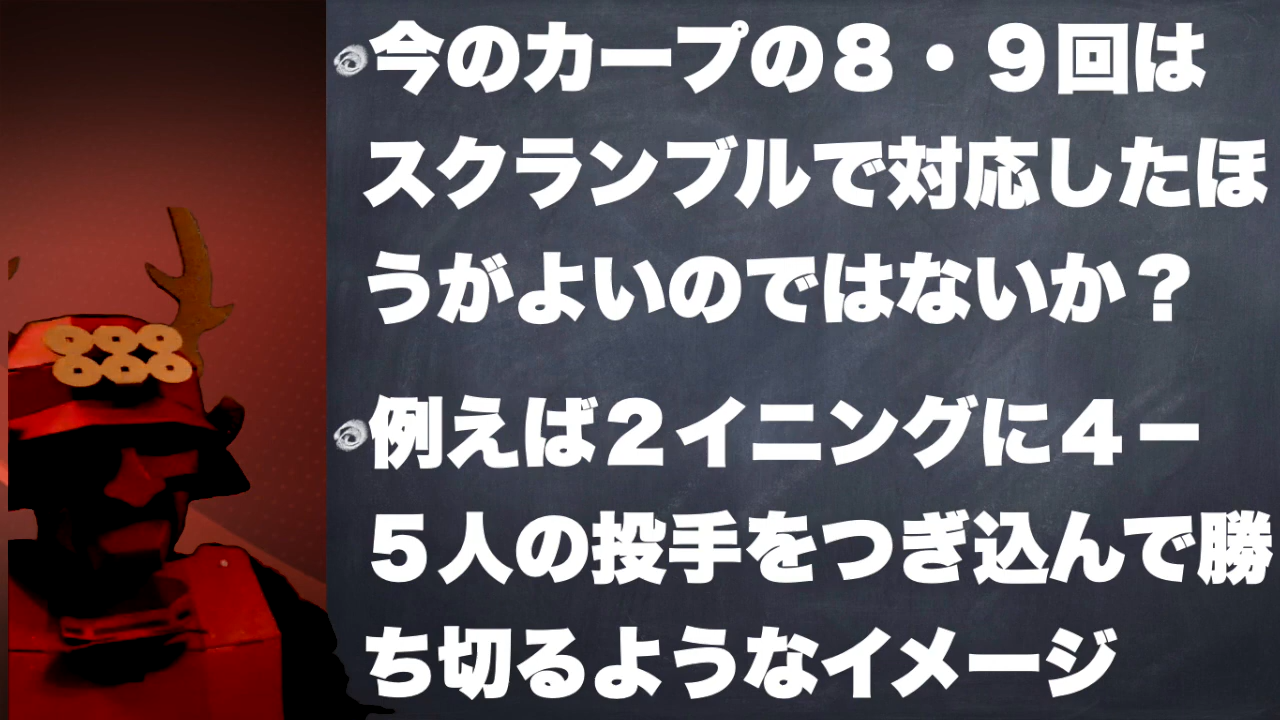 今のカープの８・９回は
スクランブルで対応したほ
うがよいのではないか？
例えば２イニングに４ー
５人の投手をつぎ込んで勝
ち切るようなイメージ